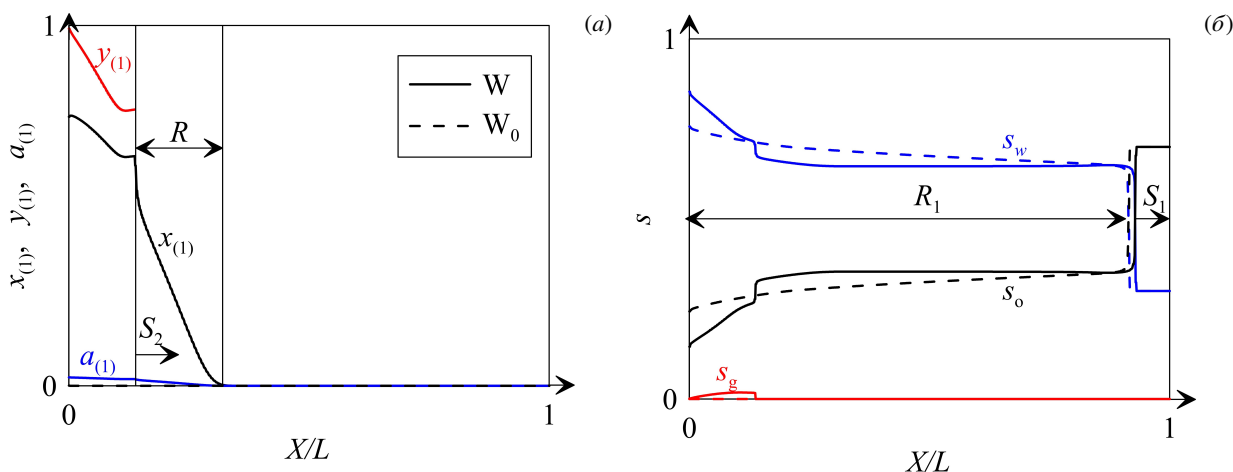 (а)
1
y(1)
W
W0
R
x(1), y(1), a(1)
x(1)
S2
a(1)
0
0
1
X/L
(б)
1
sw
R1
S1
s
so
sg
0
0
1
X/L